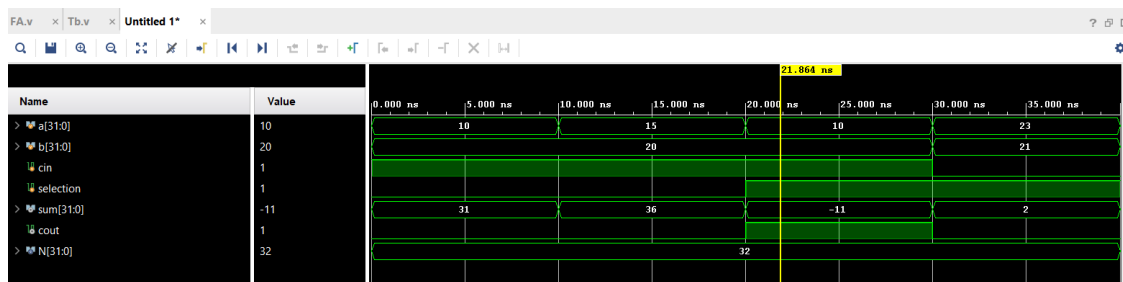 FA.v × Tb.v × Untitled 1* ×
?
21.864 ns
Name Value 0.000 ns 5.000 ns 10.000 ns 15.000 ns 20.000 ns 25.000 ns 30.000 ns 35.000 ns
a[31:0] 10 10 15 10 23
b[31:0] 20 20 21
cin 1
selection 1
sum[31:0] -11 31 36 -11 2
cout 1
N[31:0] 32 32